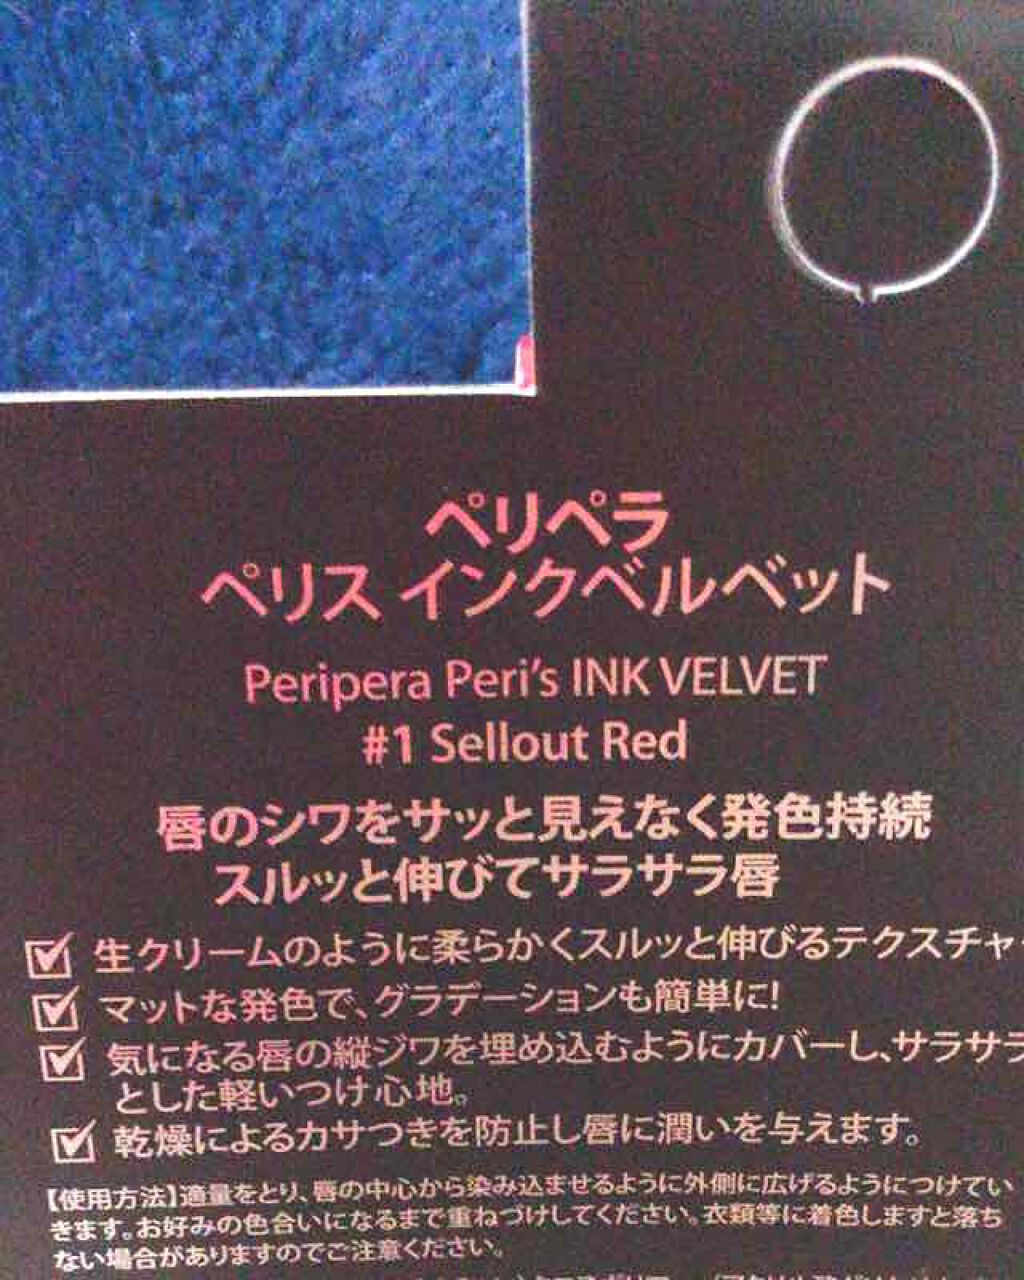 ペリペラ
ペリス インクベルベット
Peripera Peri's INK VELVET
#1 Sellout Red
唇のシワをサッと見えなく発色持続
スルッと伸びてサラサラ唇
生クリームのように柔らかくスルッと伸びるテクスチャ
マットな発色で、グラデーションも簡単に!
気になる唇の縦ジワを埋め込むようにカバーし、サラサラ
とした軽いつけ心地。
乾燥によるカサつきを防止し唇に潤いを与えます。
【使用方法】適量をとり、唇の中心から染み込ませるように外側に広げるようにつけてい
きます。お好みの色合いになるまで重ねづけしてください。衣類等に着色しますと落ち
ない場合がありますのでご注意ください。